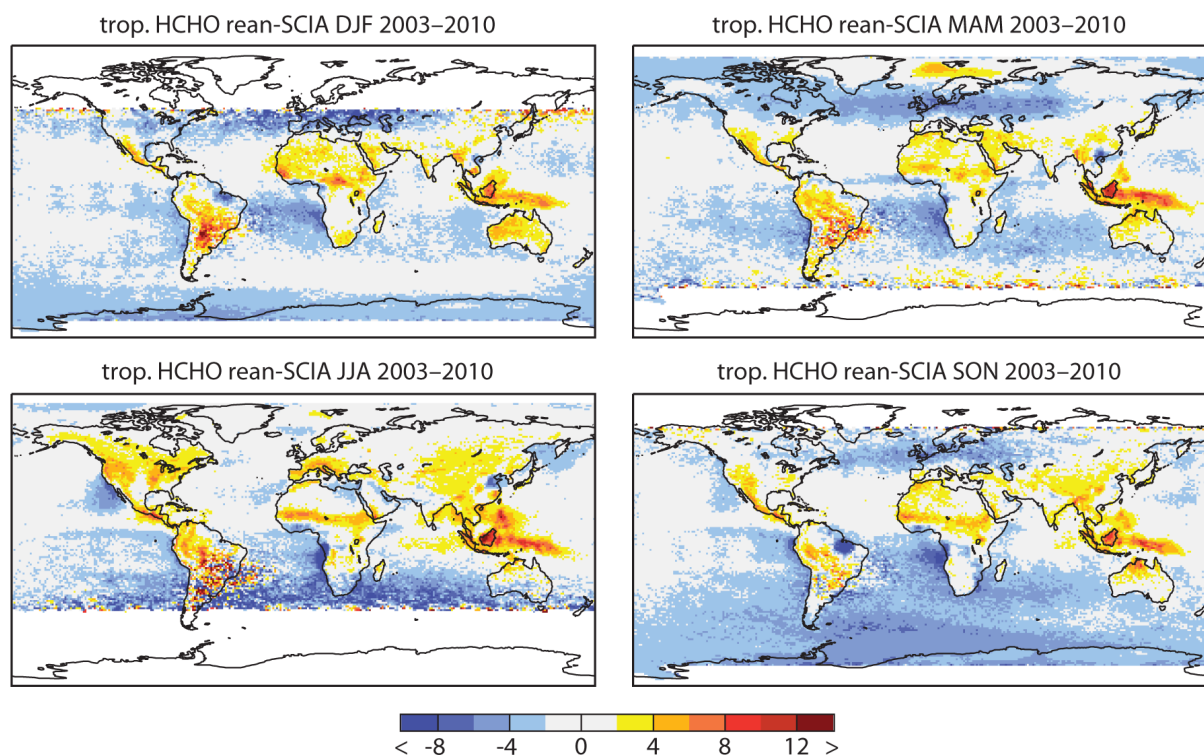 trop. HCHO rean-SCIA DJF 2003–2010
trop. HCHO rean-SCIA MAM 2003–2010
trop. HCHO rean-SCIA JJA 2003–2010
trop. HCHO rean-SCIA SON 2003–2010
< -8 -4 0 4 8 12 >